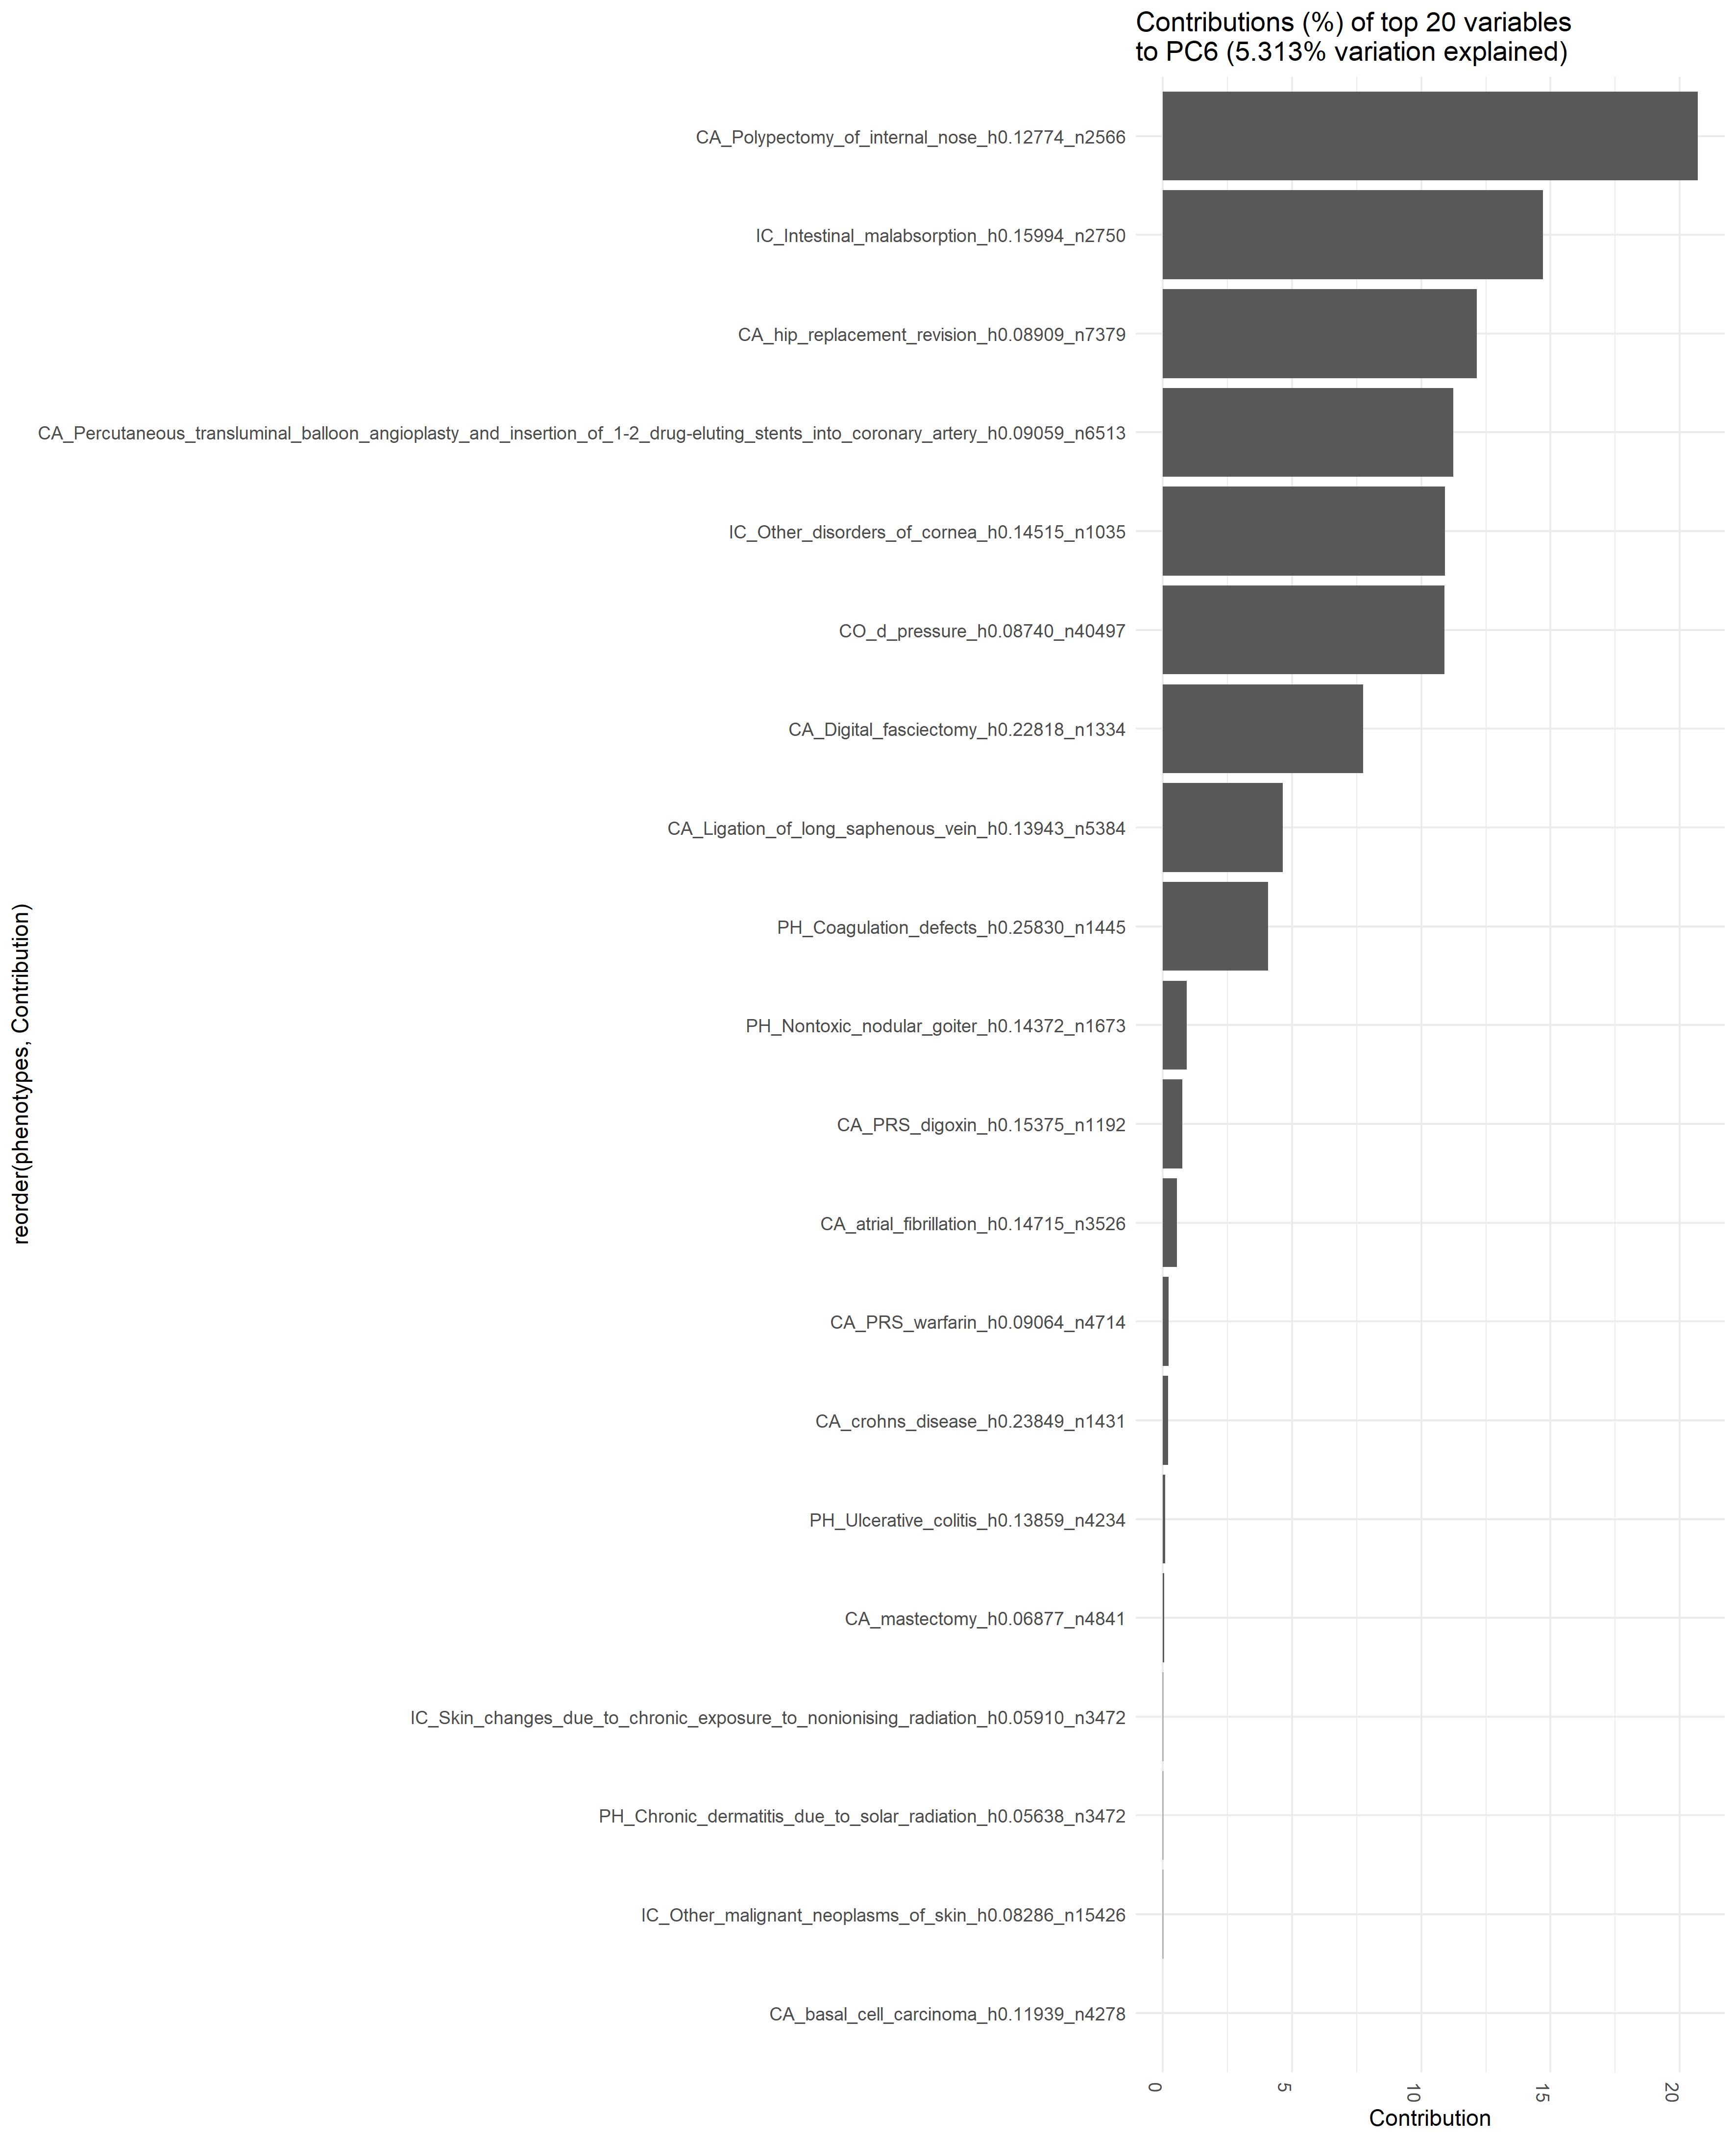 Contributions (%) of top 20 variables
to PC6 (5.313% variation explained)
CA_Polypectomy_of_internal_nose_h0.12774_n2566
IC_Intestinal_malabsorption_h0.15994_n2750
CA_hip_replacement_revision_h0.08909_n7379
CA_Percutaneous_transluminal_balloon_angioplasty_and_insertion_of_1-2_drug-eluting_stents_into_coronary_artery_h0.09059_n6513
IC_Other_disorders_of_cornea_h0.14515_n1035
CO_d_pressure_h0.08740_n40497
CA_Digital_fasciectomy_h0.22818_n1334
CA_Ligation_of_long_saphenous_vein_h0.13943_n5384
PH_Coagulation_defects_h0.25830_n1445
PH_Nontoxic_nodular_goiter_h0.14372_n1673
CA_PRS_digoxin_h0.15375_n1192
CA_atrial_fibrillation_h0.14715_n3526
CA_PRS_warfarin_h0.09064_n4714
CA_crohns_disease_h0.23849_n1431
PH_Ulcerative_colitis_h0.13859_n4234
CA_mastectomy_h0.06877_n4841
IC_Skin_changes_due_to_chronic_exposure_to_nonionising_radiation_h0.05910_n3472
PH_Chronic_dermatitis_due_to_solar_radiation_h0.05638_n3472
IC_Other_malignant_neoplasms_of_skin_h0.08286_n15426
CA_basal_cell_carcinoma_h0.11939_n4278
reorder(phenotypes, Contribution)
0 5 10 15 20
Contribution